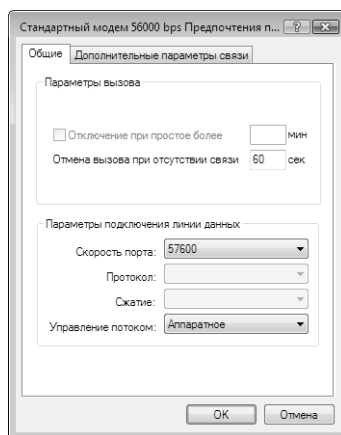 Стандартный модем 56000 bps Предпочтения п...
Общие Дополнительные параметры связи
Параметры вызова
Отключение при простое более мин
Отмена вызова при отсутствии связи 60 сек
Параметры подключения линии данных
Скорость порта: 57600
Протокол:
Сжатие:
Управление потоком: Аппаратное
OK Отмена